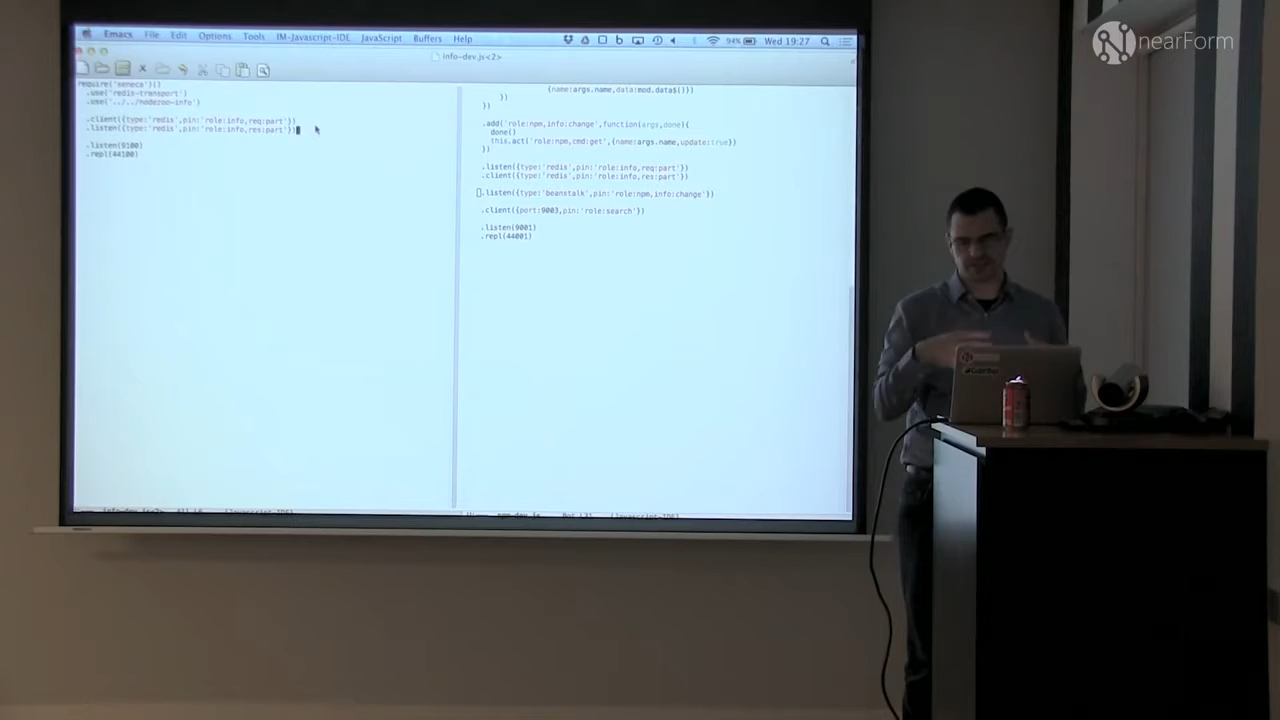 nearForm
Emacs File Edit Options Tools IM-Javascript-IDE JavaScript Buffers Help
94% Wed 19:27
info-dev.js<2>
require('seneca')()
.use('redis-transport')
.use('../../nodezoo-info')
.client({type:'redis',pin:'role:info,req:part'})
.listen({type:'redis',pin:'role:info,res:part'})
.listen(9100)
.repl(44100)
{name:args.name,data:mod.data$()})
})
})
.add('role:npm,info:change',function(args,done){
done()
this.act('role:npm,cmd:get',{name:args.name,update:true})
})
.listen({type:'redis',pin:'role:info,req:part'})
.client({type:'redis',pin:'role:info,res:part'})
.listen({type:'beanstalk',pin:'role:npm,info:change'})
.client({port:9003,pin:'role:search'})
.listen(9001)
.repl(44001)